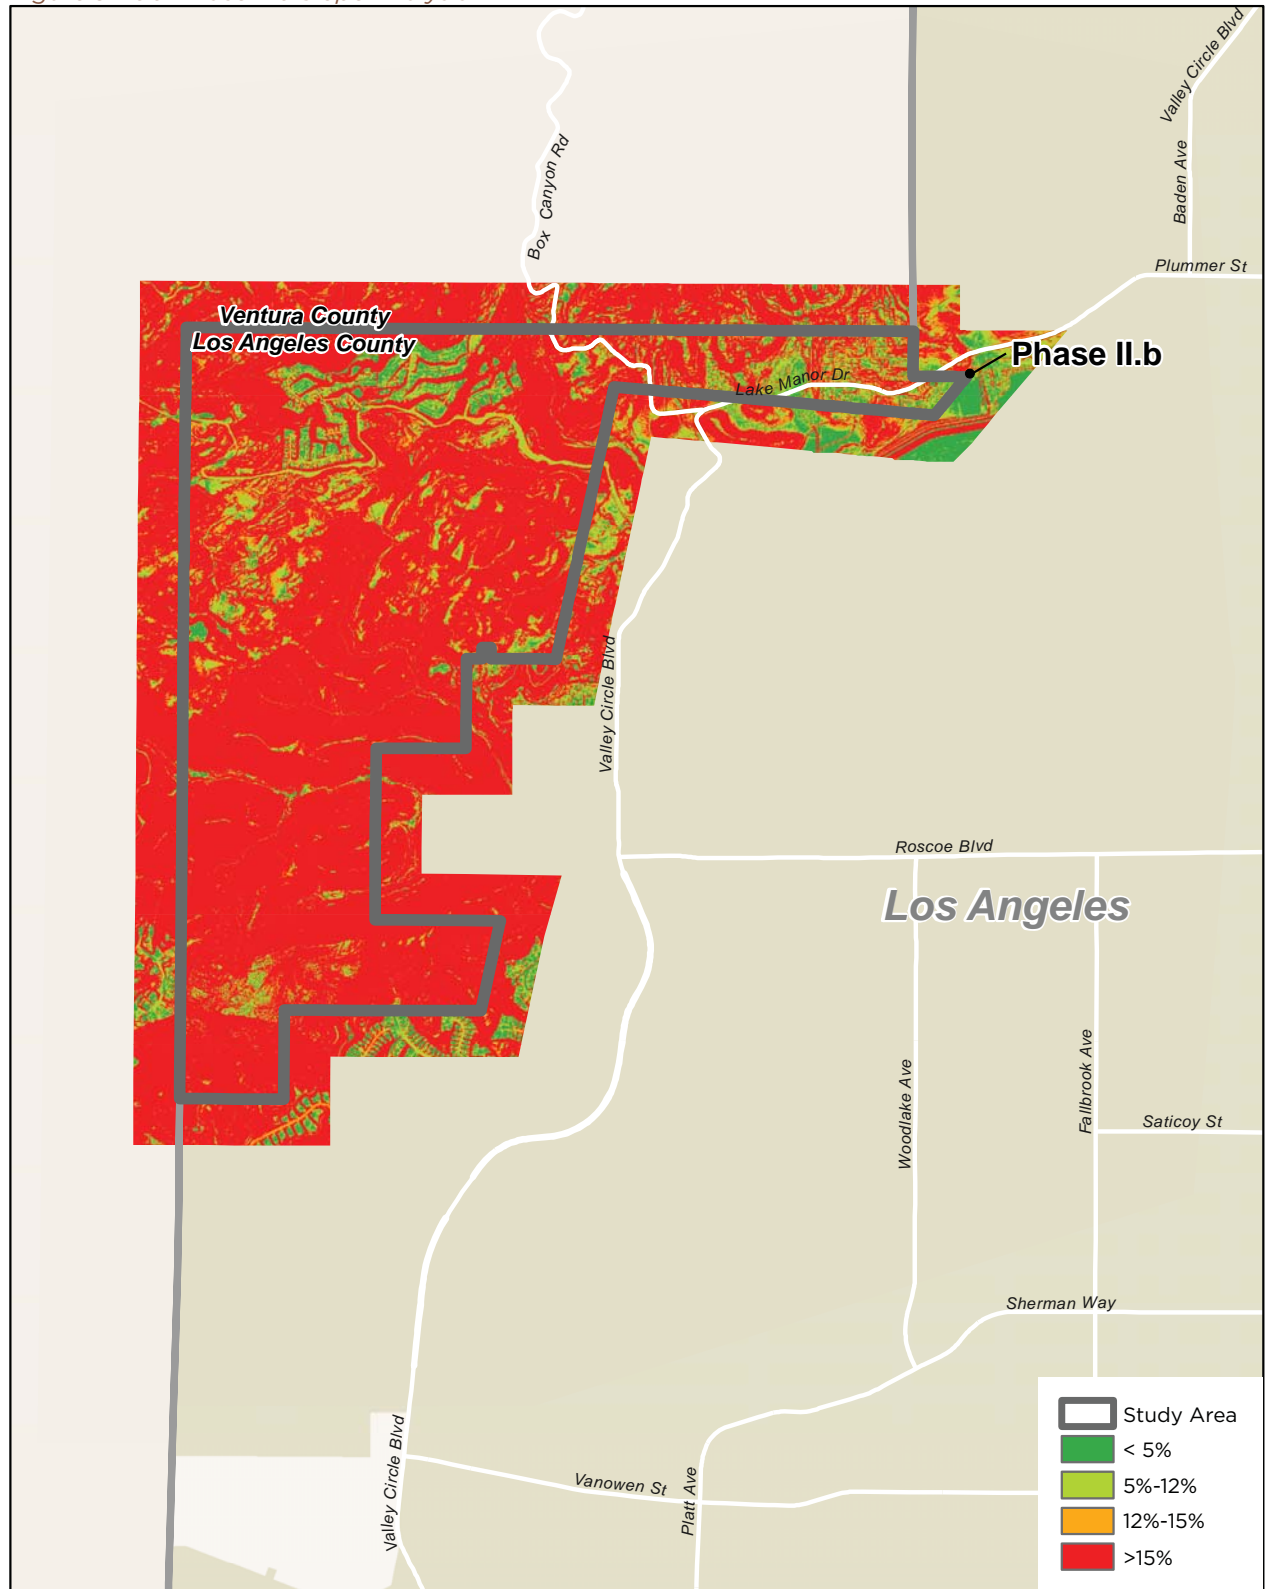 Valley Circle Blvd
Box Canyon Rd
Baden Ave
Plummer St
Ventura County
Los Angeles County
Phase II.b
Lake Manor Dr
Valley Circle Blvd
Roscoe Blvd
Los Angeles
Woodlake Ave
Fallbrook Ave
Saticoy St
Sherman Way
Valley Circle Blvd
Vanowen St
Platt Ave
Study Area
< 5%
5%-12%
12%-15%
>15%